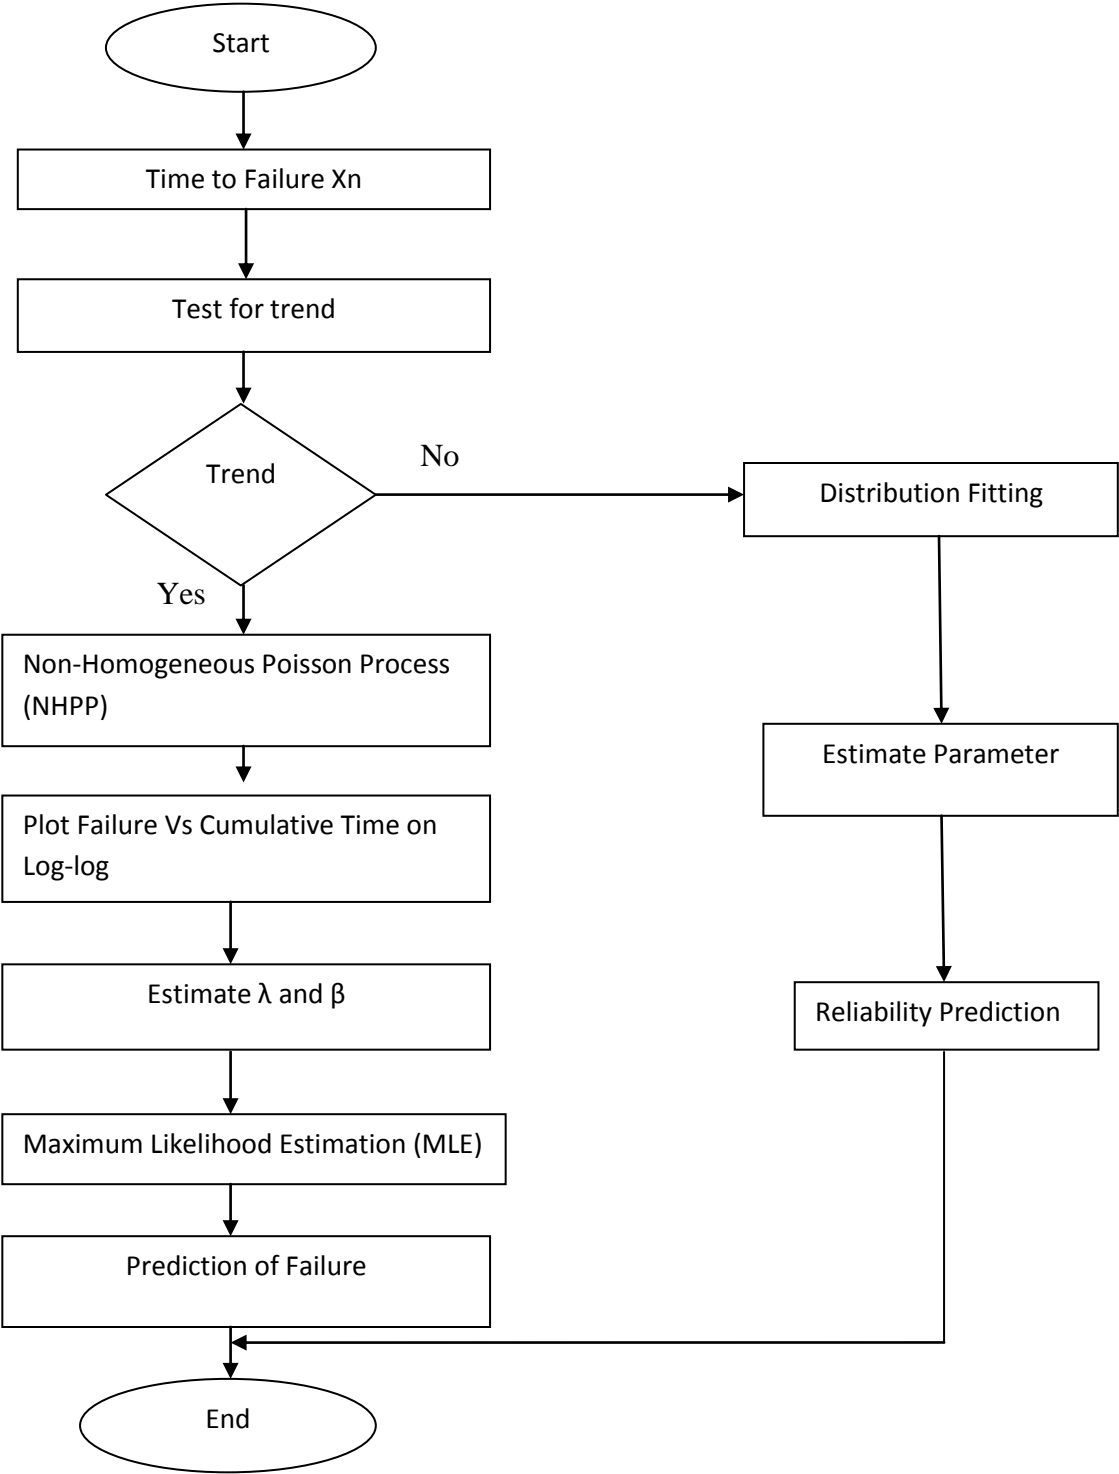 Start
Time to Failure Xn
Test for trend
Trend
No
Distribution Fitting
Yes
Non-Homogeneous Poisson Process
(NHPP)
Estimate Parameter
Plot Failure Vs Cumulative Time on
Log-log
Estimate λ and β
Reliability Prediction
Maximum Likelihood Estimation (MLE)
Prediction of Failure
End